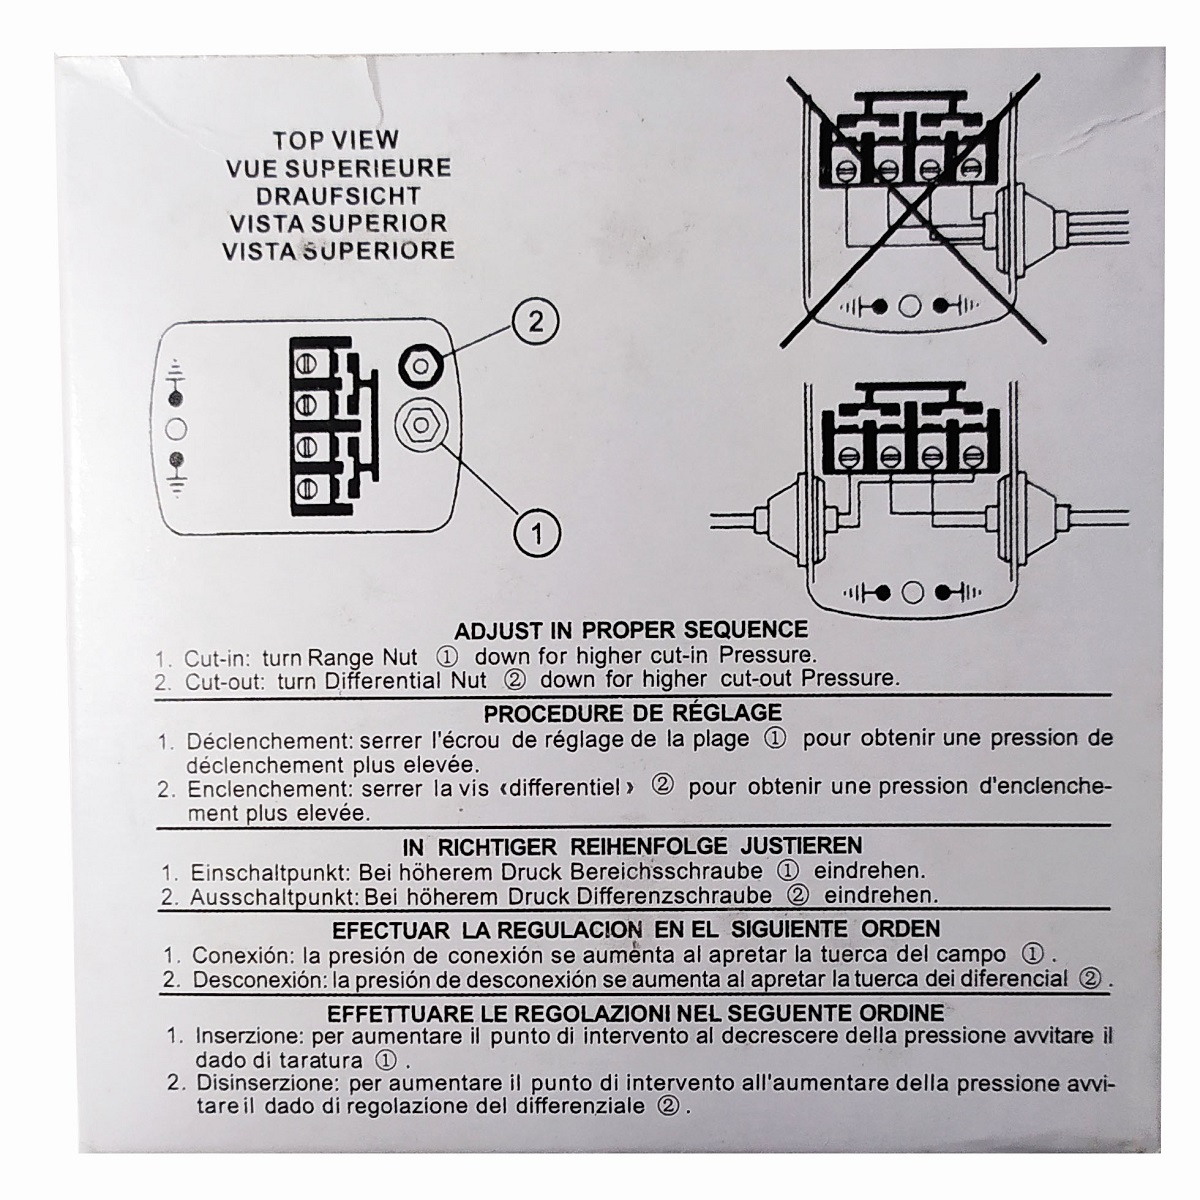 TOP VIEW
VUE SUPERIEURE
DRAUFSICHT
VISTA SUPERIOR
VISTA SUPERIORE
2
1
ADJUST IN PROPER SEQUENCE
1. Cut-in: turn Range Nut ① down for higher cut-in Pressure.
2. Cut-out: turn Differential Nut ② down for higher cut-out Pressure.
PROCEDURE DE RÉGLAGE
1. Déclenchement: serrer l'écrou de réglage de la plage ① pour obtenir une pression de
déclenchement plus elevée.
2. Enclenchement: serrer la vis ‹differentiel› ② pour obtenir une pression d'enclenche-
ment plus elevée.
IN RICHTIGER REIHENFOLGE JUSTIEREN
1. Einschaltpunkt: Bei höherem Druck Bereichsschraube ① eindrehen.
2. Ausschaltpunkt: Bei höherem Druck Differenzschraube ② eindrehen.
EFECTUAR LA REGULACION EN EL SIGUIENTE ORDEN
1. Conexión: la presión de conexión se aumenta al apretar la tuerca del campo ① .
2. Desconexión: la presión de desconexión se aumenta al apretar la tuerca dei diferencial ② .
EFFETTUARE LE REGOLAZIONI NEL SEGUENTE ORDINE
1. Inserzione: per aumentare il punto di intervento al decrescere della pressione avvitare il
dado di taratura ① .
2. Disinserzione: per aumentare il punto di intervento all'aumentare della pressione avvi-
tare il dado di regolazione del differenziale ② .